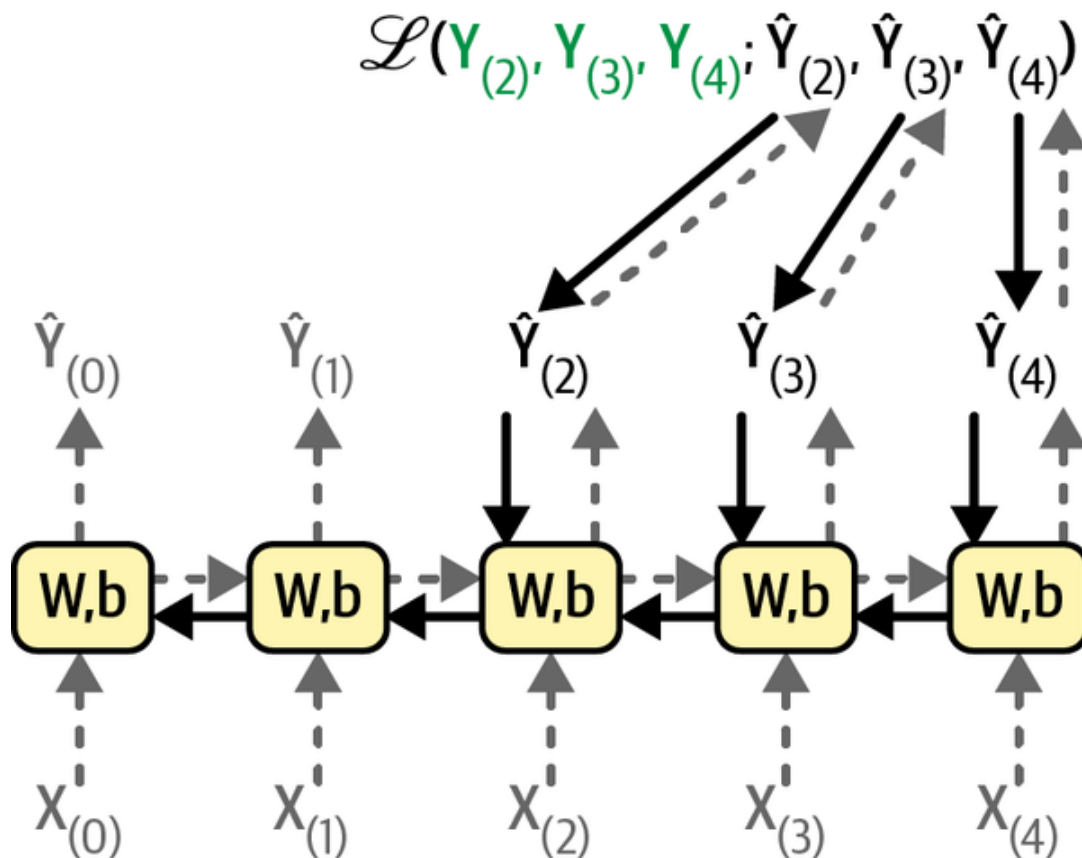 ℒ(Y(2), Y(3), Y(4); Ŷ(2), Ŷ(3), Ŷ(4))
Ŷ(0) Ŷ(1) Ŷ(2) Ŷ(3) Ŷ(4)
W,b W,b W,b W,b W,b
X(0) X(1) X(2) X(3) X(4)